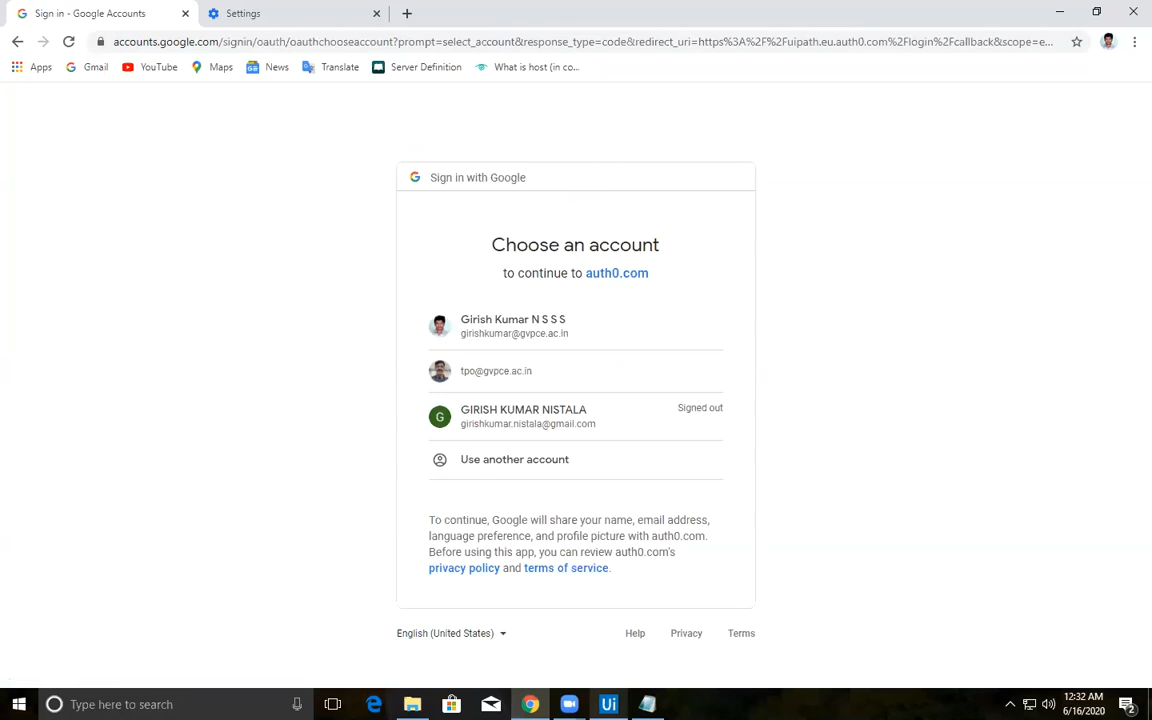 Sign in - Google Accounts
Settings
accounts.google.com/signin/oauth/oauthchooseaccount?prompt=select_account&response_type=code&redirect_uri=https%3A%2F%2Fuipath.eu.auth0.com%2Flogin%2Fcallback&scope=e...
Apps
Gmail
YouTube
Maps
News
Translate
Server Definition
What is host (in co...
Sign in with Google
Choose an account
to continue to auth0.com
Girish Kumar N S S S
girishkumar@gvpce.ac.in
tpo@gvpce.ac.in
G
GIRISH KUMAR NISTALA
Signed out
girishkumar.nistala@gmail.com
Use another account
To continue, Google will share your name, email address,
language preference, and profile picture with auth0.com.
Before using this app, you can review auth0.com's
privacy policy and terms of service.
English (United States)
Help
Privacy
Terms
Type here to search
Ui
12:32 AM
6/16/2020
2